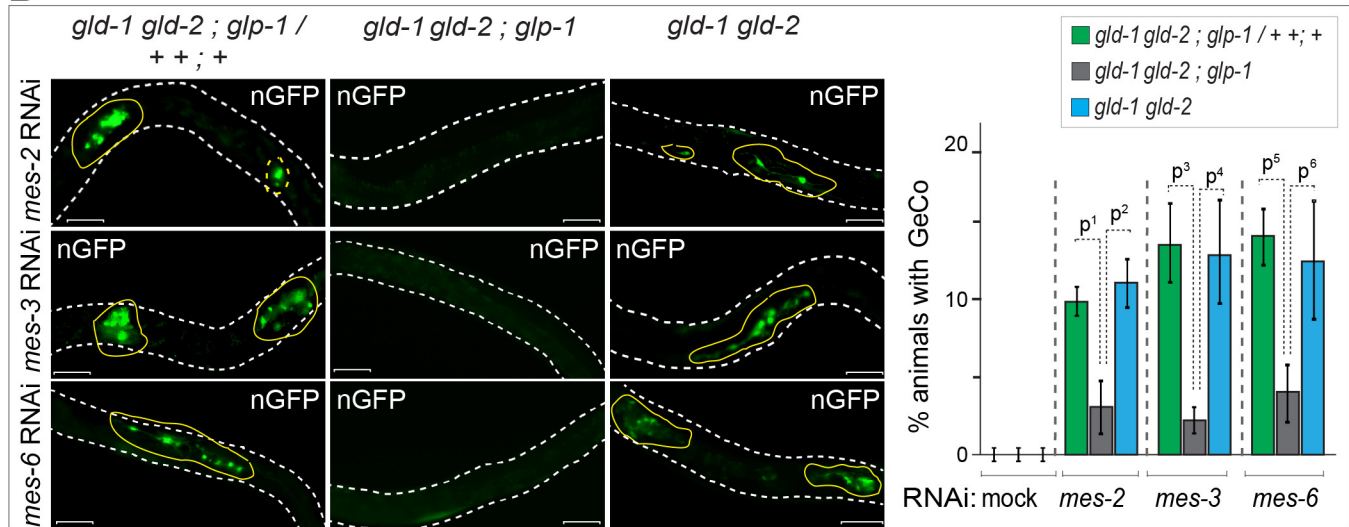 gld-1 gld-2 ; glp-1 /
+ + ; +
gld-1 gld-2 ; glp-1
gld-1 gld-2
mes-2 RNAi
nGFP
nGFP
nGFP
mes-3 RNAi
nGFP
nGFP
nGFP
mes-6 RNAi
nGFP
nGFP
nGFP
gld-1 gld-2 ; glp-1 / + +; +
gld-1 gld-2 ; glp-1
gld-1 gld-2
% animals with GeCo
20
10
0
p1
p2
p3
p4
p5
p6
RNAi: mock mes-2 mes-3 mes-6